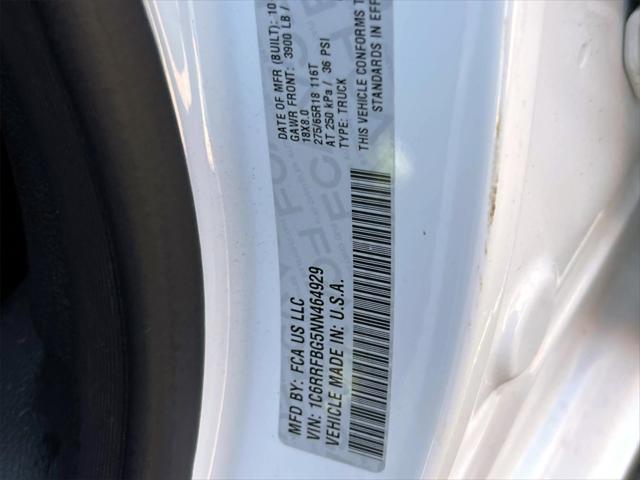 MFD BY: FCA US LLC
VIN: 1C6RRFBG5NN464929
VEHICLE MADE IN: U.S.A.
DATE OF MFR (BUILT): 10
GAWR FRONT: 3900 LB /
18X8.0
275/65R18 116T
AT 250 kPa / 36 PSI
TYPE: TRUCK
THIS VEHICLE CONFORMS T
STANDARDS IN EFF